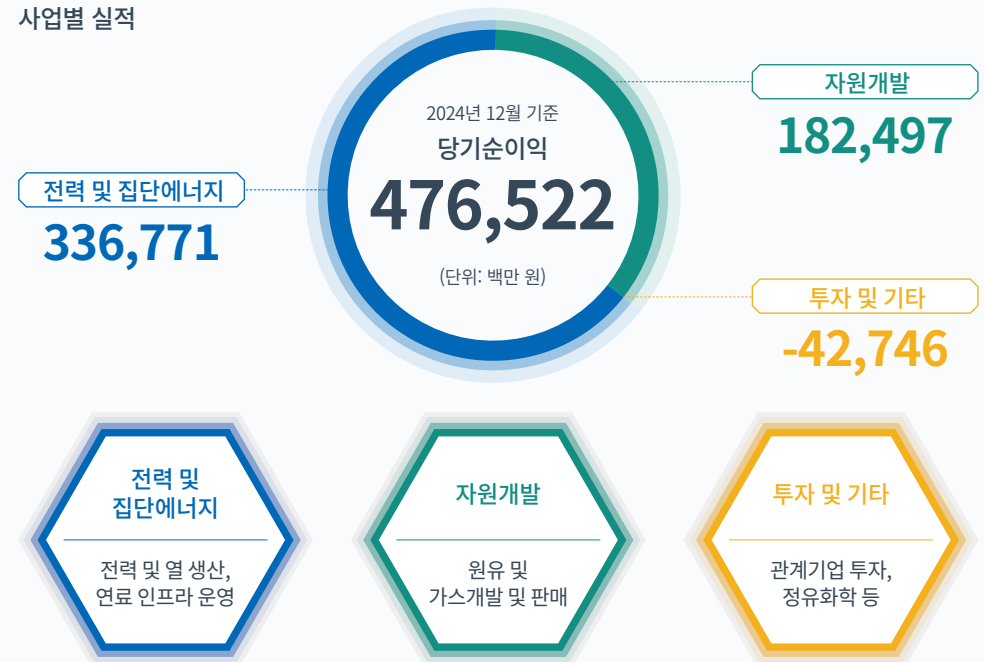 사업별 실적
2024년 12월 기준
당기순이익
476,522
(단위: 백만 원)
자원개발
182,497
전력 및 집단에너지
336,771
투자 및 기타
-42,746
전력 및
집단에너지
전력 및 열 생산,
연료 인프라 운영
자원개발
원유 및
가스개발 및 판매
투자 및 기타
관계기업 투자,
정유화학 등